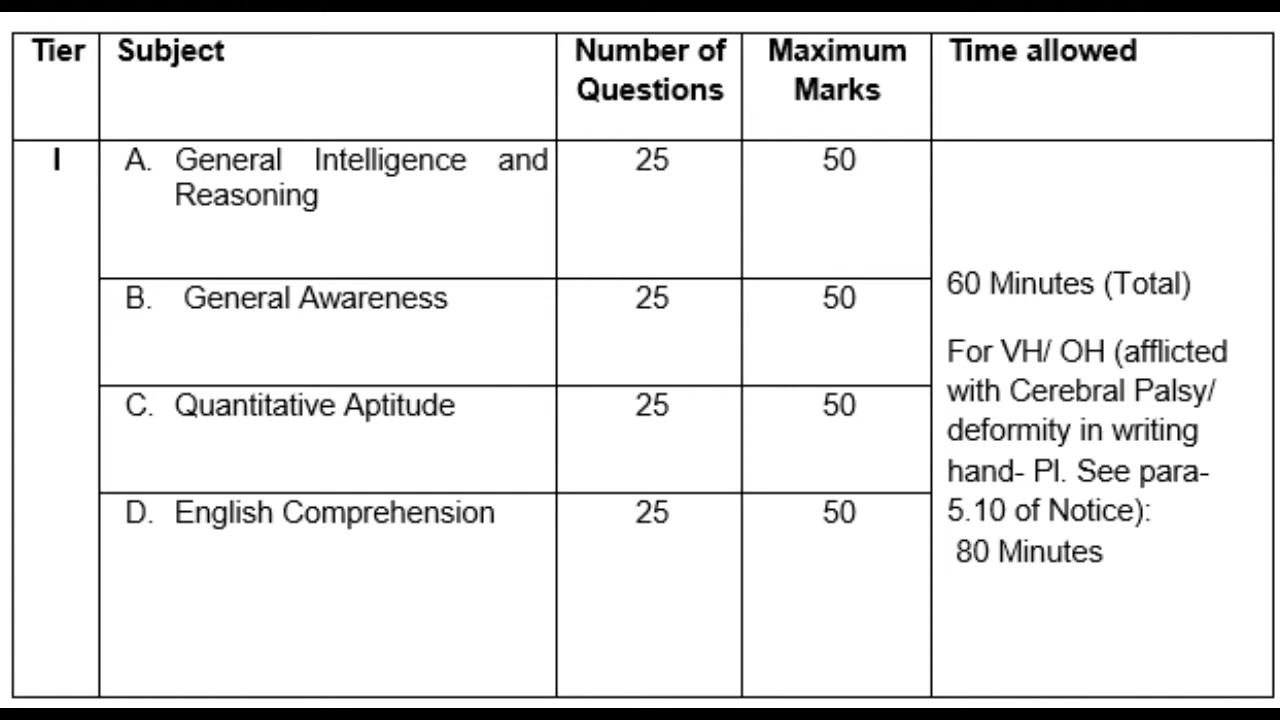 Tier
Subject
Number of
Questions
Maximum
Marks
Time allowed
I
A. General Intelligence and
Reasoning
25
50
B. General Awareness
25
50
C. Quantitative Aptitude
25
50
D. English Comprehension
25
50
60 Minutes (Total)
For VH/ OH (afflicted
with Cerebral Palsy/
deformity in writing
hand- Pl. See para-
5.10 of Notice):
80 Minutes